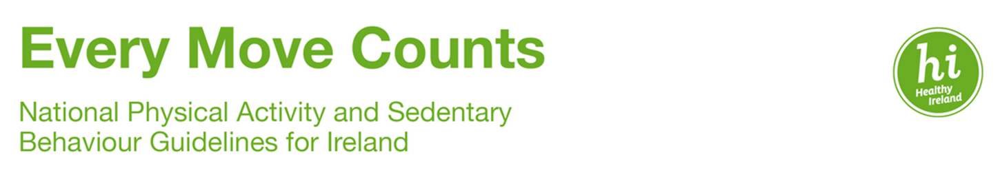 Every Move Counts
National Physical Activity and Sedentary
Behaviour Guidelines for Ireland
hi
Healthy
Ireland